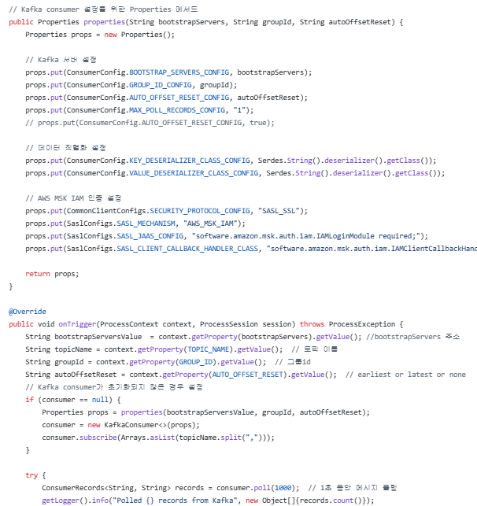 // Kafka consumer 설정을 위한 Properties 메서드
public Properties properties(String bootstrapServers, String groupId, String autoOffsetReset) {
Properties props = new Properties();
// Kafka 서버 설정
props.put(ConsumerConfig.BOOTSTRAP_SERVERS_CONFIG, bootstrapServers);
props.put(ConsumerConfig.GROUP_ID_CONFIG, groupId);
props.put(ConsumerConfig.AUTO_OFFSET_RESET_CONFIG, autoOffsetReset);
props.put(ConsumerConfig.MAX_POLL_RECORDS_CONFIG, "1");
// props.put(ConsumerConfig.AUTO_OFFSET_RESET_CONFIG, true);
// 데이터 직렬화 설정
props.put(ConsumerConfig.KEY_DESERIALIZER_CLASS_CONFIG, Serdes.String().deserializer().getClass());
props.put(ConsumerConfig.VALUE_DESERIALIZER_CLASS_CONFIG, Serdes.String().deserializer().getClass());
// AWS MSK IAM 인증 설정
props.put(CommonClientConfigs.SECURITY_PROTOCOL_CONFIG, "SASL_SSL");
props.put(SaslConfigs.SASL_MECHANISM, "AWS_MSK_IAM");
props.put(SaslConfigs.SASL_JAAS_CONFIG, "software.amazon.msk.auth.iam.IAMLoginModule required;");
props.put(SaslConfigs.SASL_CLIENT_CALLBACK_HANDLER_CLASS, "software.amazon.msk.auth.iam.IAMClientCallbackHanc
return props;
}
@Override
public void onTrigger(ProcessContext context, ProcessSession session) throws ProcessException {
String bootstrapServersValue = context.getProperty(bootstrapServers).getValue(); //bootstrapServers 주소
String topicName = context.getProperty(TOPIC_NAME).getValue(); // 토픽 이름
String groupId = context.getProperty(GROUP_ID).getValue(); // 그룹id
String autoOffsetReset = context.getProperty(AUTO_OFFSET_RESET).getValue(); // earliest or latest or none
// Kafka consumer가 초기화되지 않은 경우 설정
if (consumer == null) {
Properties props = properties(bootstrapServersValue, groupId, autoOffsetReset);
consumer = new KafkaConsumer<>(props);
consumer.subscribe(Arrays.asList(topicName.split(",")));
}
try {
ConsumerRecords<String, String> records = consumer.poll(1000); // 1초 동안 메시지 폴링
getLogger().info("Polled {} records from Kafka", new Object[]{records.count()});